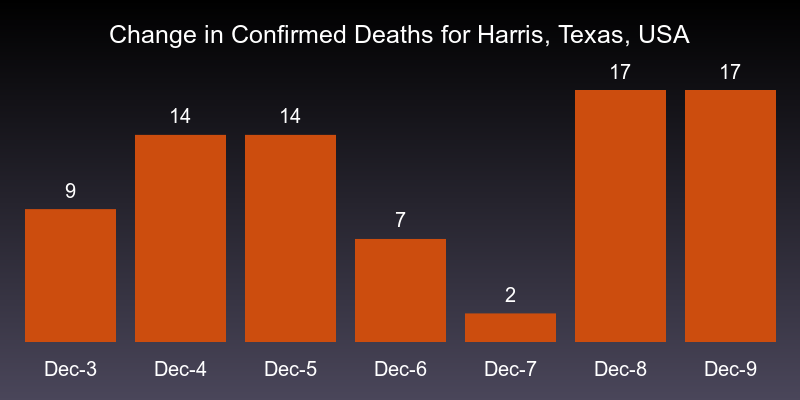 Change in Confirmed Deaths for Harris, Texas, USA
9
14
14
7
2
17
17
Dec-3
Dec-4
Dec-5
Dec-6
Dec-7
Dec-8
Dec-9